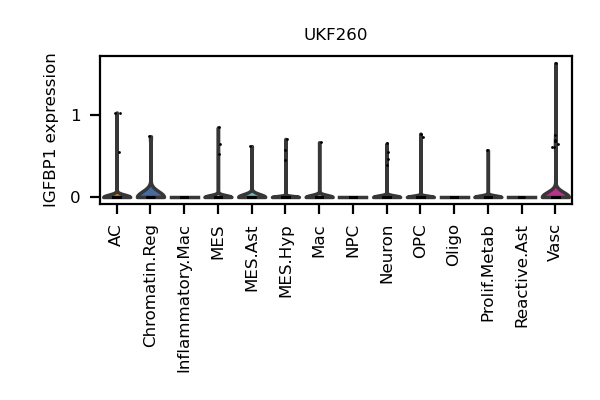 UKF260
IGFBP1 expression
1
0
AC
Chromatin.Reg
Inflammatory.Mac
MES
MES.Ast
MES.Hyp
Mac
NPC
Neuron
OPC
Oligo
Prolif.Metab
Reactive.Ast
Vasc